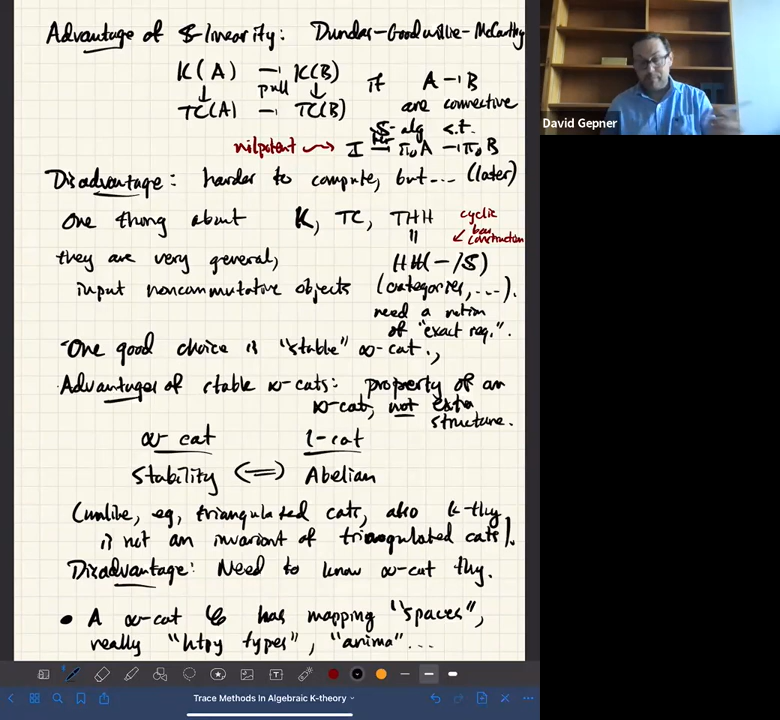 Advantage of S-linearity: Dundas-Goodwillie-McCarthy
K(A) → K(B) if A → B
↓ pull ↓ are connective
TC(A) → TC(B) S-alg s.t.
nilpotent → I → π₀A → π₀B
Disadvantage: harder to compute, but... (later)
One thing about K, TC, THH cyclic bar construction
they are very general, HH(-/S)
input noncommutative objects (categories, ...).
need a notion of "exact seq.".
- One good choice is "stable" ∞-cat.,
Advantages of stable ∞-cats: property of an
∞-cat, not extra structure.
∞-cat 1-cat
Stability ⟺ Abelian
(unlike, eg, triangulated cats, also K-thy
is not an invariant of triangulated cats).
Disadvantage: Need to know ∞-cat thy.
• A ∞-cat C has mapping "spaces",
really "htpy types", "anima"...
David Gepner
Trace Methods In Algebraic K-theory